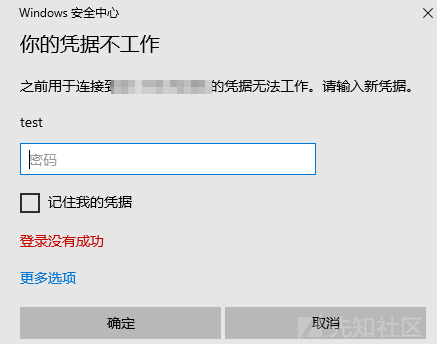 Windows 安全中心
你的凭据不工作
之前用于连接到的凭据无法工作。请输入新凭据。
test
密码
记住我的凭据
登录没有成功
更多选项
确定
取消
先知社区